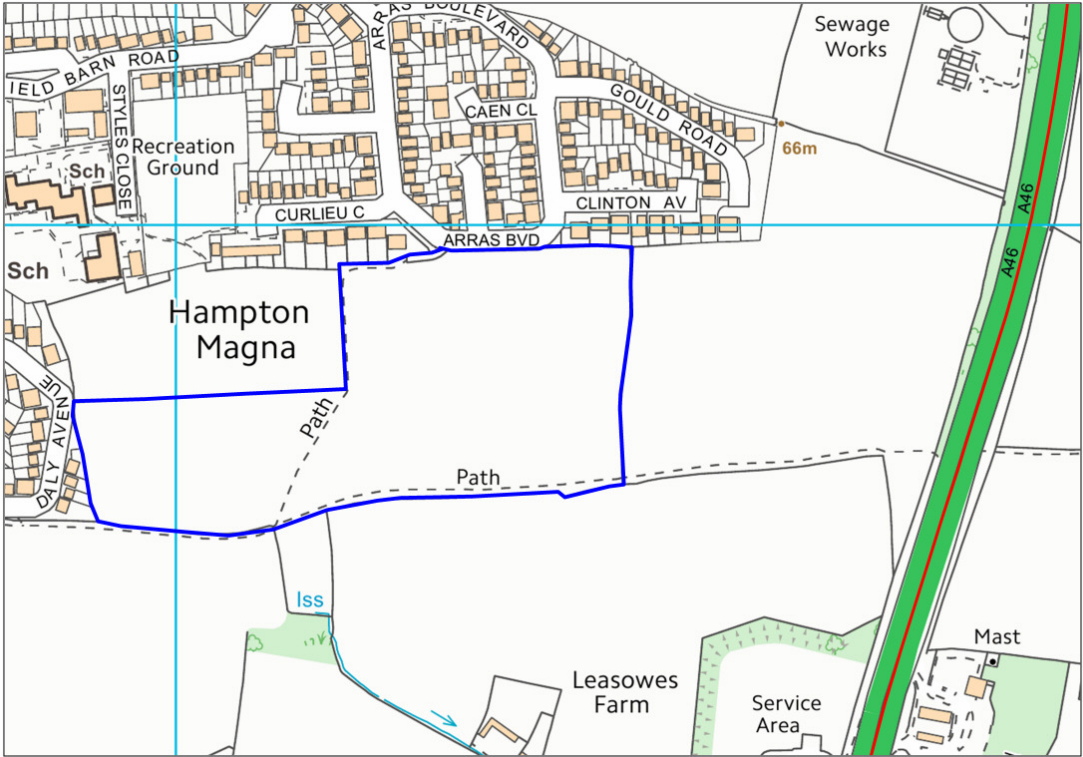 ARRAS BOULEVARD
Sewage
Works
IELD BARN ROAD
STYLES CLOSE
GOULD ROAD
CAEN CL
66m
Recreation
Ground
Sch
CURLIEU C
CLINTON AV
A46
ARRAS BVD
A46
Sch
Hampton
Magna
DALY AVENUE
Path
Path
Iss
Mast
Leasowes
Farm
Service
Area